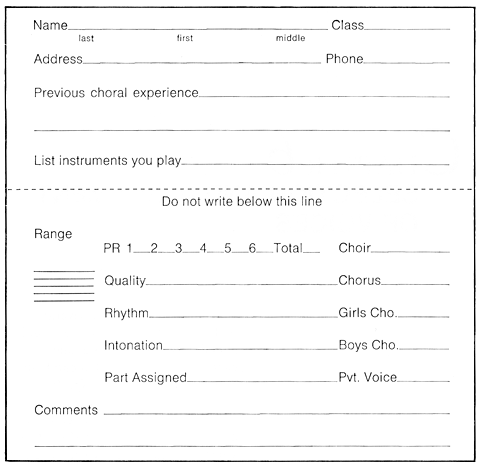 Name Class
last first middle
Address Phone
Previous choral experience
List instruments you play
Do not write below this line
Range
PR 1 2 3 4 5 6 Total Choir
Quality Chorus
Rhythm Girls Cho.
Intonation Boys Cho.
Part Assigned Pvt. Voice
Comments